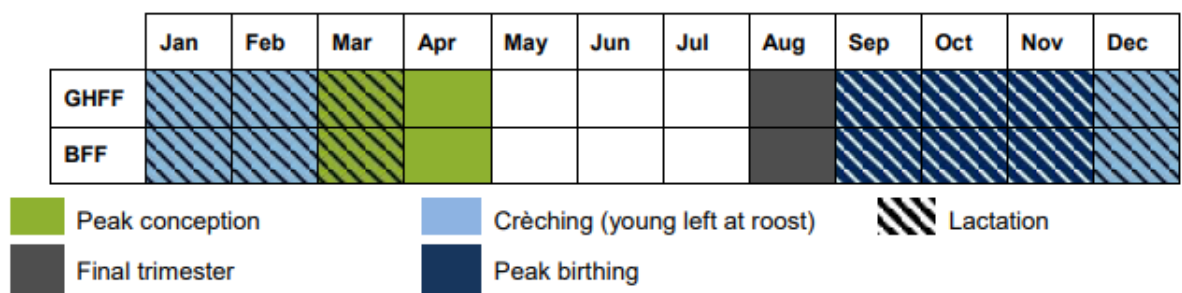 Jan Feb Mar Apr May Jun Jul Aug Sep Oct Nov Dec
GHFF
BFF
Peak conception Crèching (young left at roost) Lactation
Final trimester Peak birthing